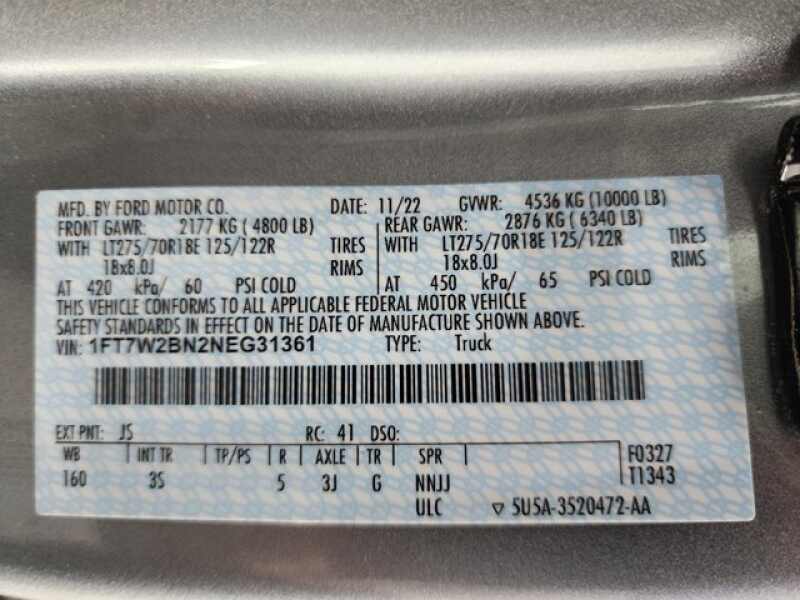 MFD. BY FORD MOTOR CO. DATE: 11/22 GVWR: 4536 KG (10000 LB)
FRONT GAWR: 2177 KG ( 4800 LB) REAR GAWR: 2876 KG ( 6340 LB)
WITH LT275/70R18E 125/122R TIRES WITH LT275/70R18E 125/122R TIRES
18x8.0J RIMS 18x8.0J RIMS
AT 420 kPa/ 60 PSI COLD AT 450 kPa/ 65 PSI COLD
THIS VEHICLE CONFORMS TO ALL APPLICABLE FEDERAL MOTOR VEHICLE
SAFETY STANDARDS IN EFFECT ON THE DATE OF MANUFACTURE SHOWN ABOVE.
VIN: 1FT7W2BN2NEG31361 TYPE: Truck
EXT PNT: JS RC: 41 DSO:
WB INT TR TP/PS R AXLE TR SPR F0327
160 3S 5 3J G NNJJ T1343
ULC ▽ 5U5A-3520472-AA